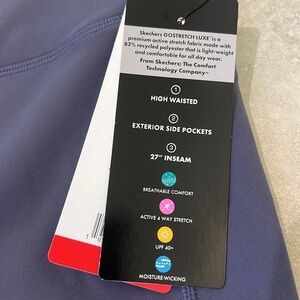 Skechers GOSTRETCH LUXE™ is a
premium active stretch fabric made with
83% recycled polyester that is light-weight
and comfortable for all day wear.
From Skechers: The Comfort
Technology Company™
1
HIGH WAISTED
2
EXTERIOR SIDE POCKETS
3
27" INSEAM
BREATHABLE COMFORT
ACTIVE 4 WAY STRETCH
UPF 40+
MOISTURE-WICKING